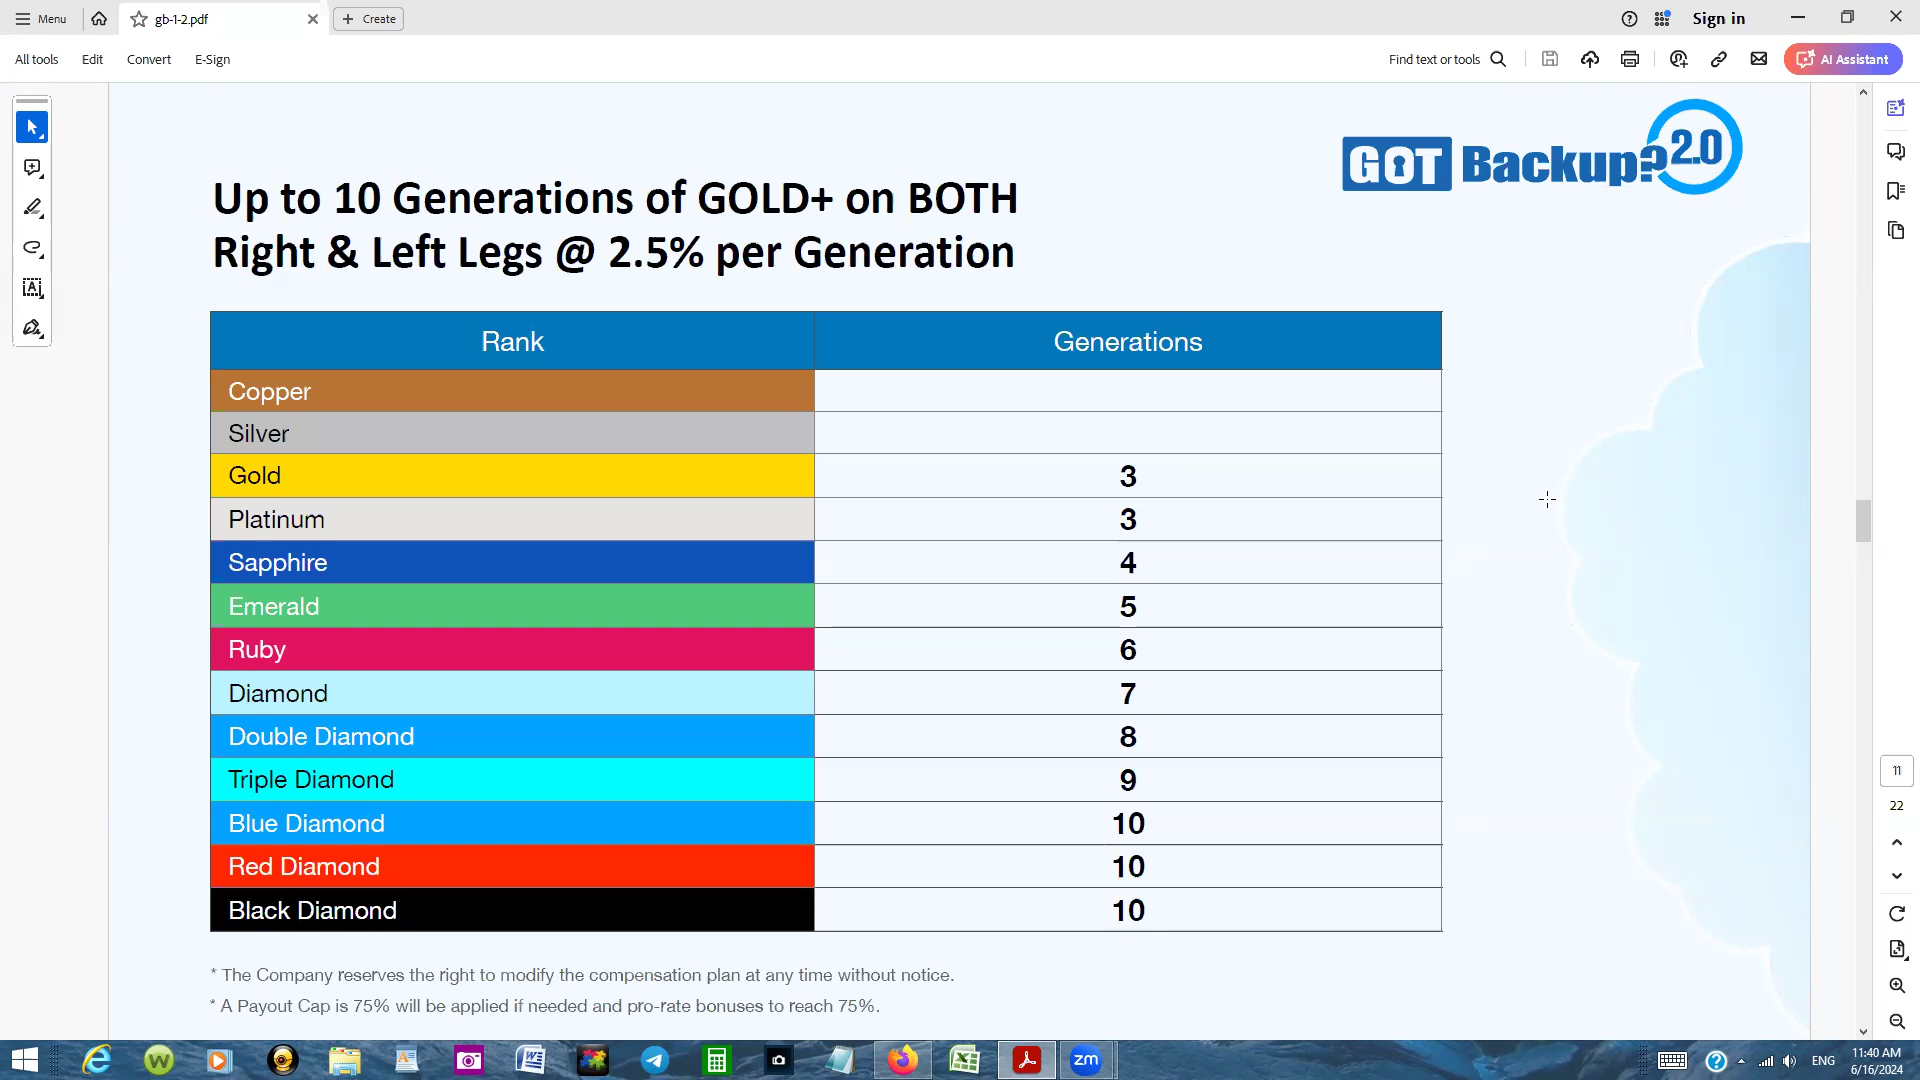 Menu
gb-1-2.pdf
Create
Sign in
All tools
Edit
Convert
E-Sign
Find text or tools
AI Assistant
GOT Backup? 2.0
Up to 10 Generations of GOLD+ on BOTH
Right & Left Legs @ 2.5% per Generation
Rank Generations
Copper
Silver
Gold 3
Platinum 3
Sapphire 4
Emerald 5
Ruby 6
Diamond 7
Double Diamond 8
Triple Diamond 9
Blue Diamond 10
Red Diamond 10
Black Diamond 10
* The Company reserves the right to modify the compensation plan at any time without notice.
* A Payout Cap is 75% will be applied if needed and pro-rate bonuses to reach 75%.
11
22
zm
ENG
11:40 AM
6/16/2024